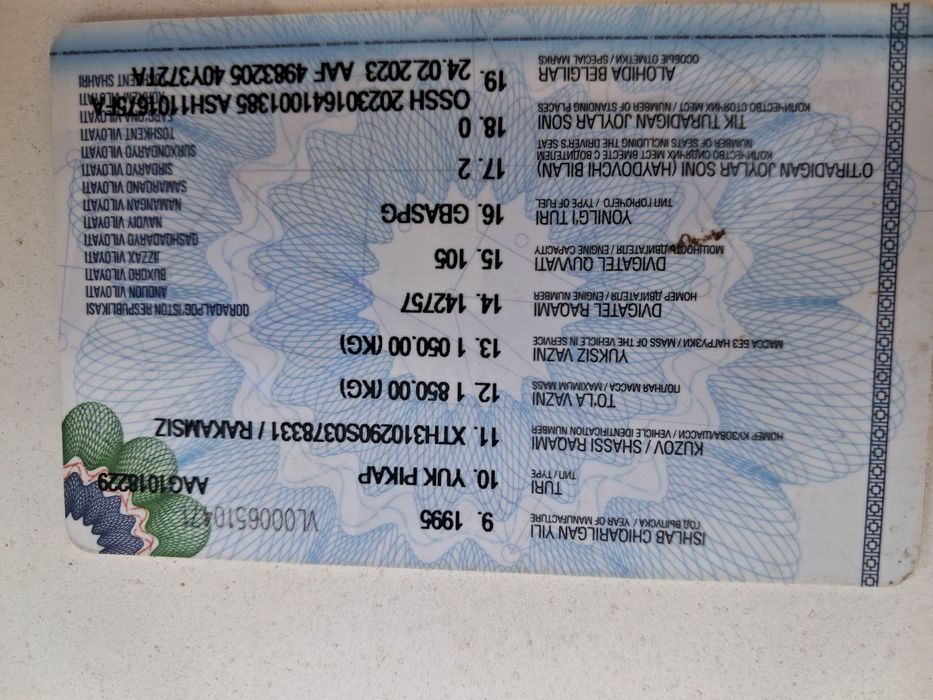 VL0006510471
ISHLAB CHIQARILGAN YILI 9. 1995
ГОД ВЫПУСКА / YEAR OF MANUFACTURE
AAG1018229
TURI 10. YUK PIKAP
ТИП / TYPE
KUZOV / SHASSI RAQAMI 11. XTH310290S0378331 / RAKAMSIZ
НОМЕР КУЗОВА/ШАССИ / VEHICLE IDENTIFICATION NUMBER
TO'LA VAZNI 12. 1 850.00 (KG)
ПОЛНАЯ МАССА / MAXIMUM MASS
YUKSIZ VAZNI 13. 1 050.00 (KG)
МАССА БЕЗ НАГРУЗКИ / MASS OF THE VEHICLE IN SERVICE
DVIGATEL RAQAMI 14. 142757
НОМЕР ДВИГАТЕЛЯ / ENGINE NUMBER
DVIGATEL QUVVATI 15. 105
МОЩНОСТЬ ДВИГАТЕЛЯ / ENGINE CAPACITY
YONILG'I TURI 16. GBASPG
ТИП ГОРЮЧЕГО / TYPE OF FUEL
O'TIRADIGAN JOYLAR SONI (HAYDOVCHI BILAN) 17. 2
КОЛИЧЕСТВО СИДЯЧИХ МЕСТ ВМЕСТЕ С ВОДИТЕЛЕМ
NUMBER OF SEATS INCLUDING THE DRIVER'S SEAT
TIK TURADIGAN JOYLAR SONI 18. 0
КОЛИЧЕСТВО СТОЯЧИХ МЕСТ / NUMBER OF STANDING PLACES
OSSH 202301641001385 ASH1101675FA
ALOHIDA BELGILAR 19. 24.02.2023 AAF 4983205 40Y372FA
ОСОБЫЕ ОТМЕТКИ / SPECIAL MARKS
QORAQALPOG'ISTON RESPUBLIKASI
ANDIJON VILOYATI
BUXORO VILOYATI
JIZZAX VILOYATI
QASHQADARYO VILOYATI
NAVOIY VILOYATI
NAMANGAN VILOYATI
SAMARQAND VILOYATI
SIRDARYO VILOYATI
SURXONDARYO VILOYATI
TOSHKENT VILOYATI
FARG'ONA VILOYATI
XORAZM VILOYATI
TOSHKENT SHAHRI